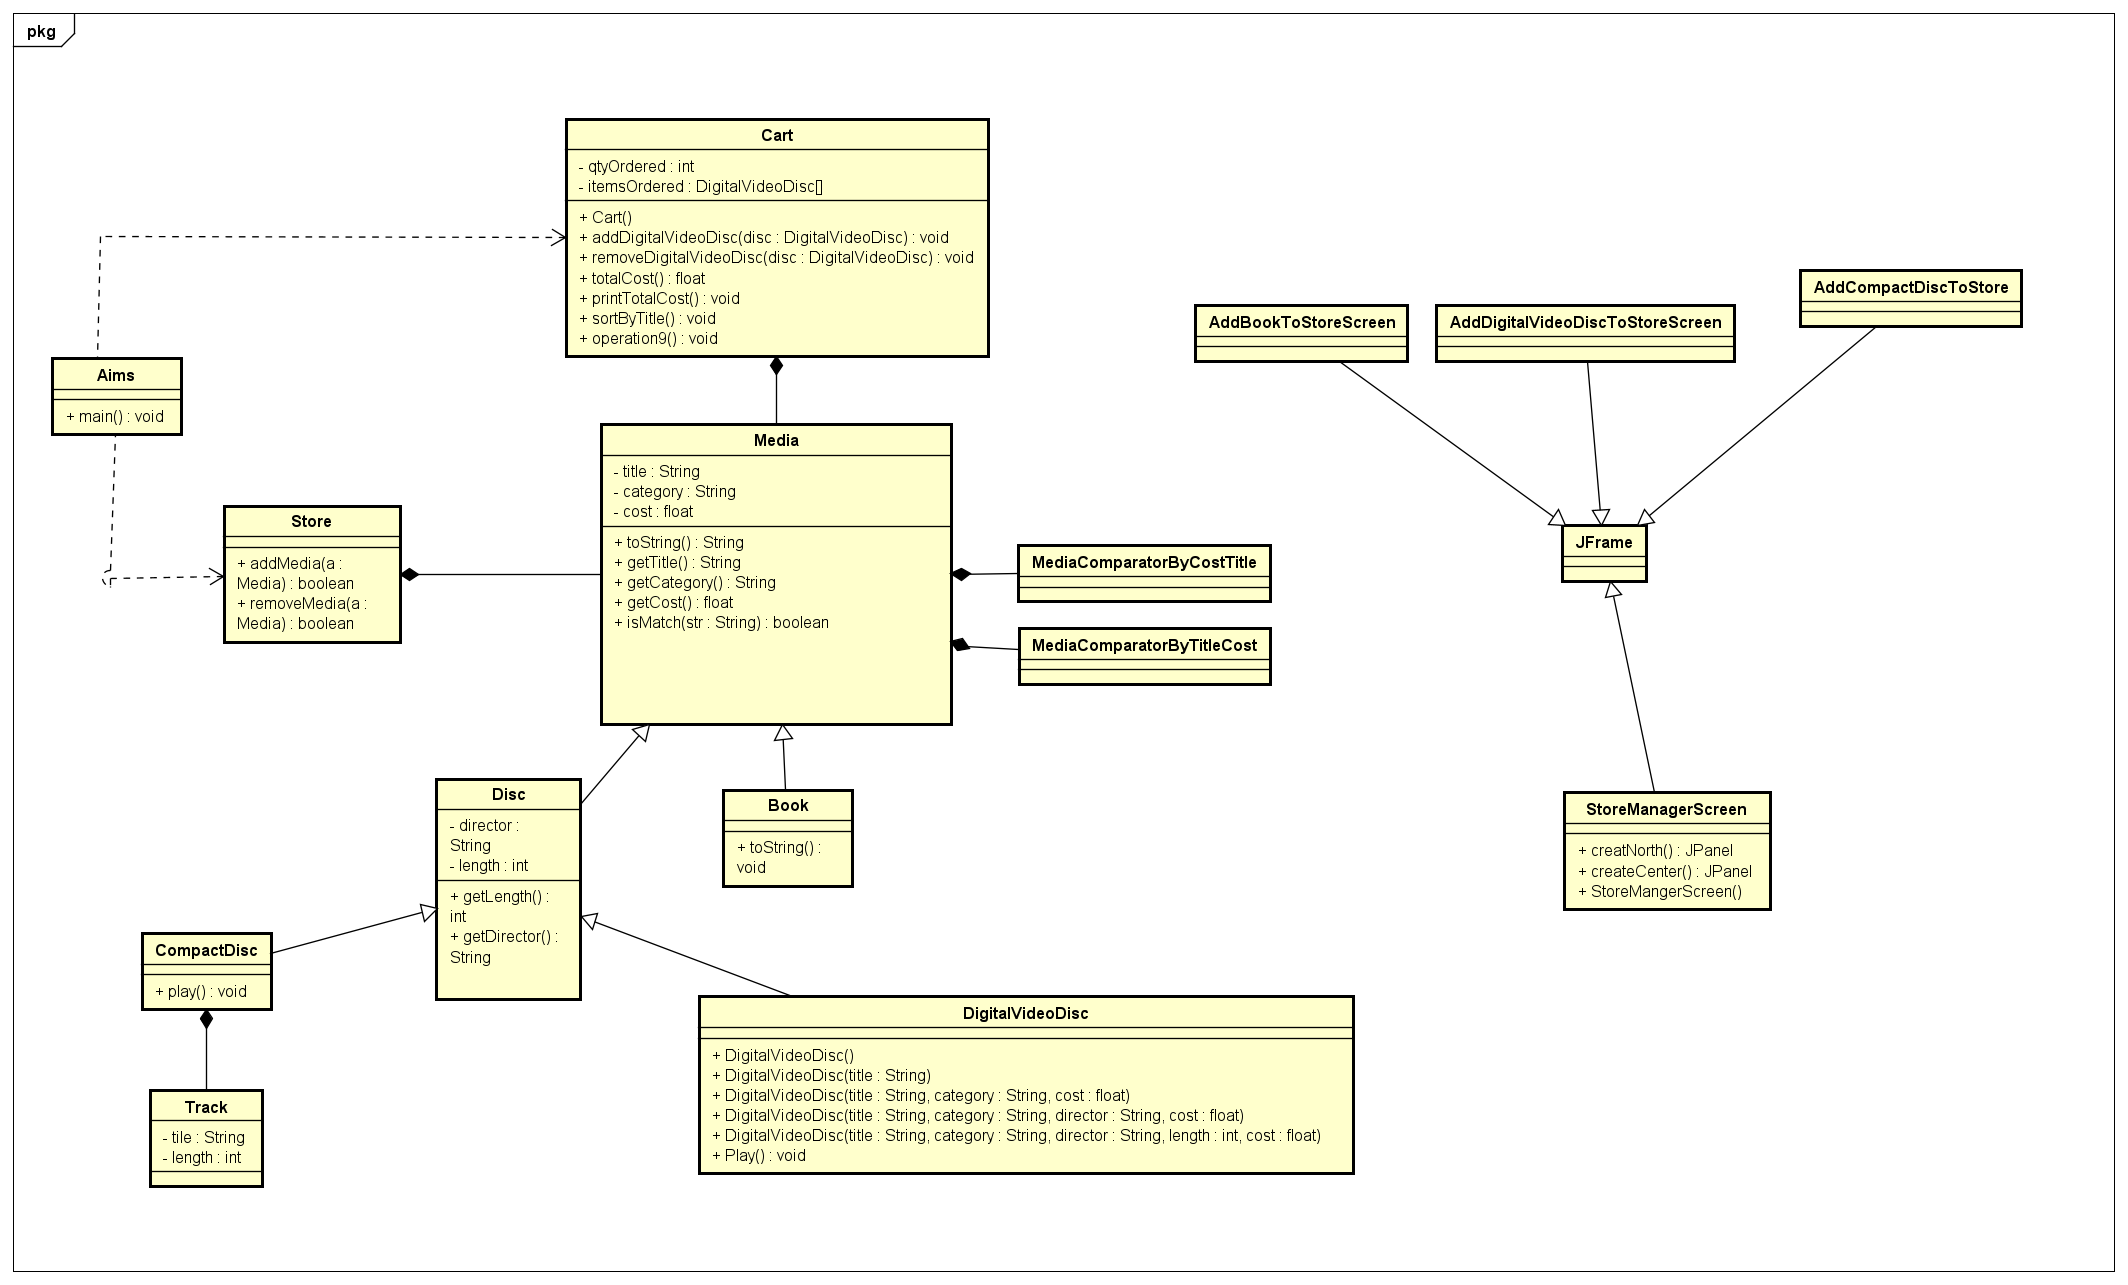 pkg
Cart
- qtyOrdered : int
- itemsOrdered : DigitalVideoDisc[]
+ Cart()
+ addDigitalVideoDisc(disc : DigitalVideoDisc) : void
+ removeDigitalVideoDisc(disc : DigitalVideoDisc) : void
+ totalCost() : float
+ printTotalCost() : void
+ sortByTitle() : void
+ operation9() : void
AddBookToStoreScreen
AddDigitalVideoDiscToStoreScreen
AddCompactDiscToStore
Aims
+ main() : void
Store
+ addMedia(a :
Media) : boolean
+ removeMedia(a :
Media) : boolean
Media
- title : String
- category : String
- cost : float
+ toString() : String
+ getTitle() : String
+ getCategory() : String
+ getCost() : float
+ isMatch(str : String) : boolean
MediaComparatorByCostTitle
MediaComparatorByTitleCost
JFrame
Disc
- director :
String
- length : int
+ getLength() :
int
+ getDirector() :
String
Book
+ toString() :
void
StoreManagerScreen
+ creatNorth() : JPanel
+ createCenter() : JPanel
+ StoreMangerScreen()
CompactDisc
+ play() : void
DigitalVideoDisc
+ DigitalVideoDisc()
+ DigitalVideoDisc(title : String)
+ DigitalVideoDisc(title : String, category : String, cost : float)
+ DigitalVideoDisc(title : String, category : String, director : String, cost : float)
+ DigitalVideoDisc(title : String, category : String, director : String, length : int, cost : float)
+ Play() : void
Track
- tile : String
- length : int